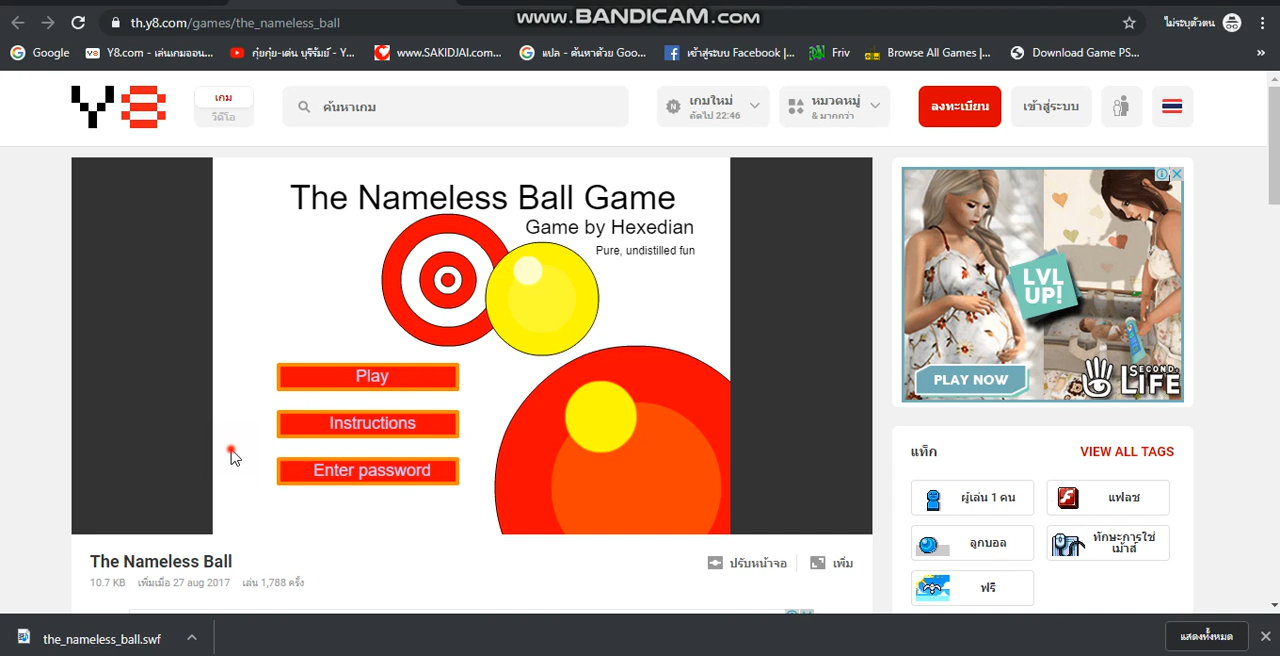 www.BANDICAM.com
th.y8.com/games/the_nameless_ball
ไม่ระบุตัวตน
Google
Y8.com - เล่นเกมออน...
กุ่ยกุ่ย-เด่น บุรีรัมย์ - Y...
www.SAKIDJAI.com...
แปล - ค้นหาด้วย Goo...
เข้าสู่ระบบ Facebook |...
Friv
Browse All Games |...
Download Game PS...
»
Y8
เกม
วิดีโอ
ค้นหาเกม
เกมใหม่
ถัดไป 22:46
หมวดหมู่
& มากกว่า
ลงทะเบียน
เข้าสู่ระบบ
The Nameless Ball Game
Game by Hexedian
Pure, undistilled fun
Play
Instructions
Enter password
LVL
UP!
PLAY NOW
SECOND
LIFE
The Nameless Ball
10.7 KB เพิ่มเมื่อ 27 aug 2017 เล่น 1,788 ครั้ง
ปรับหน้าจอ
เพิ่ม
แท็ก
VIEW ALL TAGS
ผู้เล่น 1 คน
แฟลช
ลูกบอล
ทักษะการใช้
เม้าส์
ฟรี
the_nameless_ball.swf
แสดงทั้งหมด